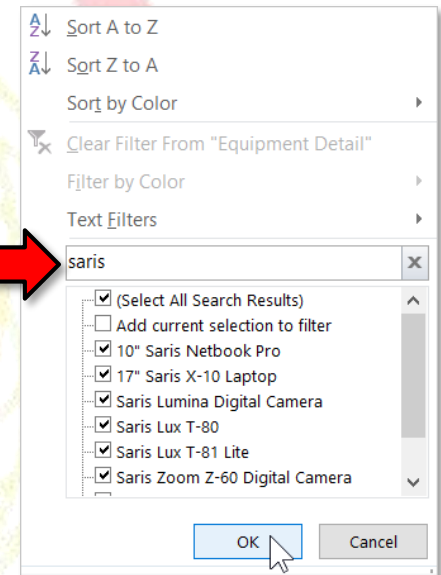 Sort A to Z
Sort Z to A
Sort by Color
Clear Filter From "Equipment Detail"
Filter by Color
Text Filters
saris
(Select All Search Results)
Add current selection to filter
10" Saris Netbook Pro
17" Saris X-10 Laptop
Saris Lumina Digital Camera
Saris Lux T-80
Saris Lux T-81 Lite
Saris Zoom Z-60 Digital Camera
OK Cancel